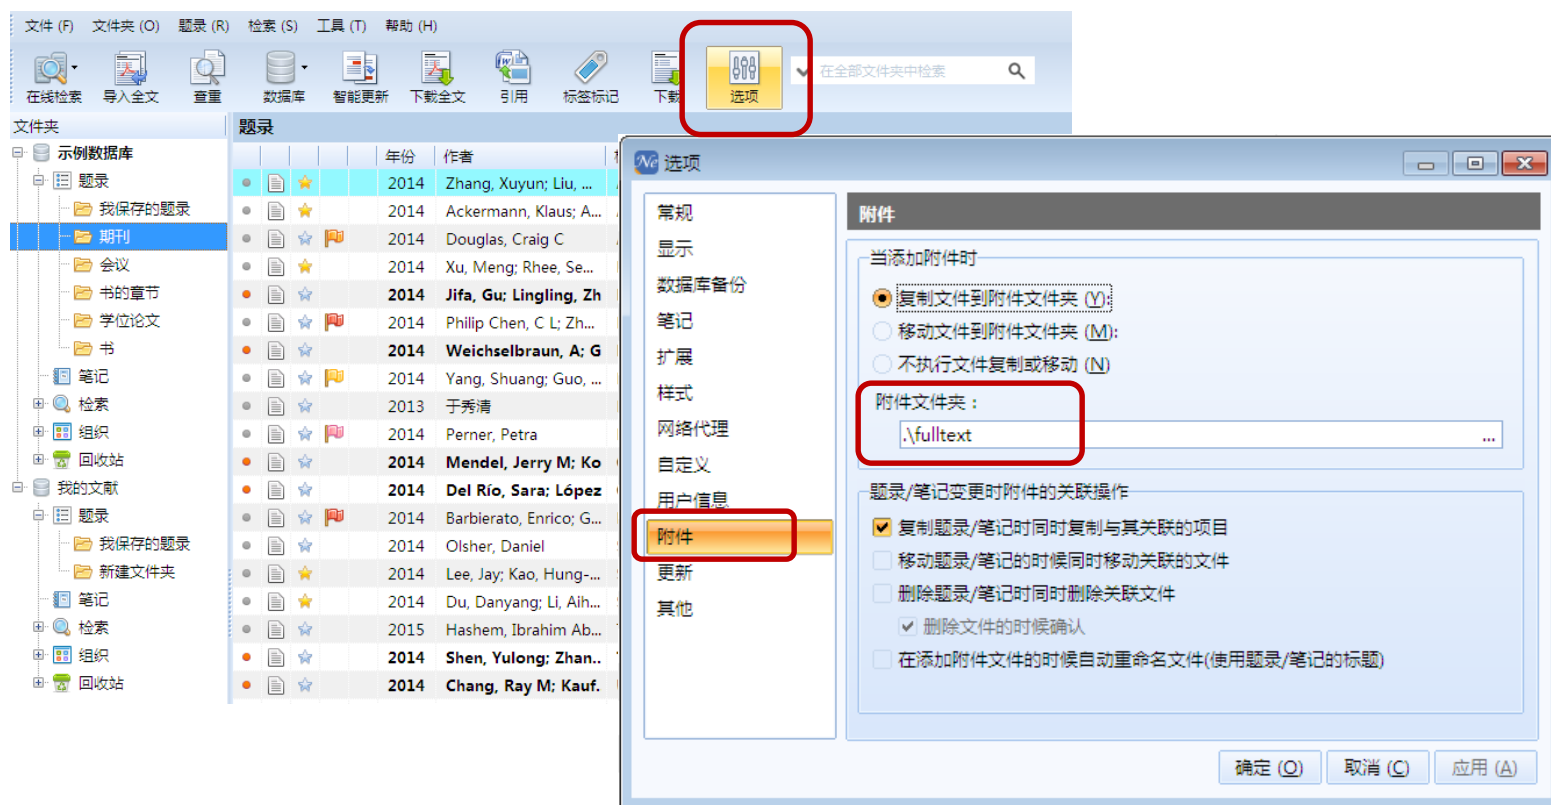 文件 (F) 文件夹 (O) 题录 (R) 检索 (S) 工具 (T) 帮助 (H)
在线检索 导入全文 查重 数据库 智能更新 下载全文 引用 标签标记 下载 选项 在全部文件夹中检索
文件夹
示例数据库
题录
我保存的题录
期刊
会议
书的章节
学位论文
书
笔记
检索
组织
回收站
我的文献
题录
我保存的题录
新建文件夹
笔记
检索
组织
回收站
题录
年份 作者
2014 Zhang, Xuyun; Liu, ...
2014 Ackermann, Klaus; A...
2014 Douglas, Craig C
2014 Xu, Meng; Rhee, Se...
2014 Jifa, Gu; Lingling, Zh
2014 Philip Chen, C L; Zh...
2014 Weichselbraun, A; G
2014 Yang, Shuang; Guo, ...
2013 于秀清
2014 Perner, Petra
2014 Mendel, Jerry M; Ko
2014 Del Río, Sara; López
2014 Barbierato, Enrico; G...
2014 Olsher, Daniel
2014 Lee, Jay; Kao, Hung-...
2014 Du, Danyang; Li, Aih...
2015 Hashem, Ibrahim Ab...
2014 Shen, Yulong; Zhan..
2014 Chang, Ray M; Kauf.
Ne 选项
常规
显示
数据库备份
笔记
扩展
样式
网络代理
自定义
用户信息
附件
更新
其他
附件
当添加附件时
复制文件到附件文件夹 (Y):
移动文件到附件文件夹 (M):
不执行文件复制或移动 (N)
附件文件夹：
.\fulltext ...
题录/笔记变更时附件的关联操作
复制题录/笔记时同时复制与其关联的项目
移动题录/笔记的时候同时移动关联的文件
删除题录/笔记时同时删除关联文件
删除文件的时候确认
在添加附件文件的时候自动重命名文件(使用题录/笔记的标题)
确定 (O) 取消 (C) 应用 (A)